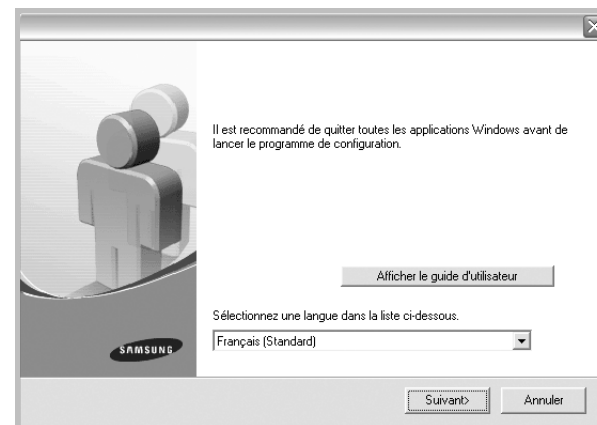 Il est recommandé de quitter toutes les applications Windows avant de
lancer le programme de configuration.
Afficher le guide d'utilisateur
Sélectionnez une langue dans la liste ci-dessous.
Français (Standard)
SAMSUNG
Suivant>
Annuler